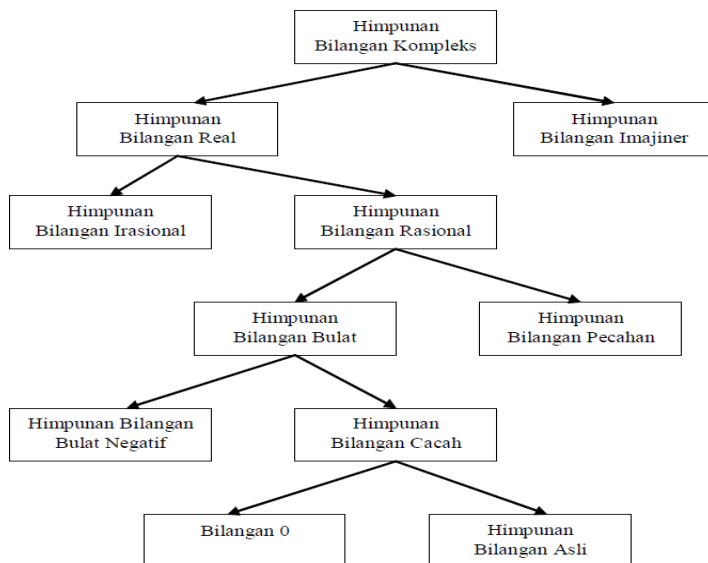 Himpunan
Bilangan Kompleks
Himpunan
Bilangan Real
Himpunan
Bilangan Imajiner
Himpunan
Bilangan Irasional
Himpunan
Bilangan Rasional
Himpunan
Bilangan Bulat
Himpunan
Bilangan Pecahan
Himpunan Bilangan
Bulat Negatif
Himpunan
Bilangan Cacah
Bilangan 0
Himpunan
Bilangan Asli